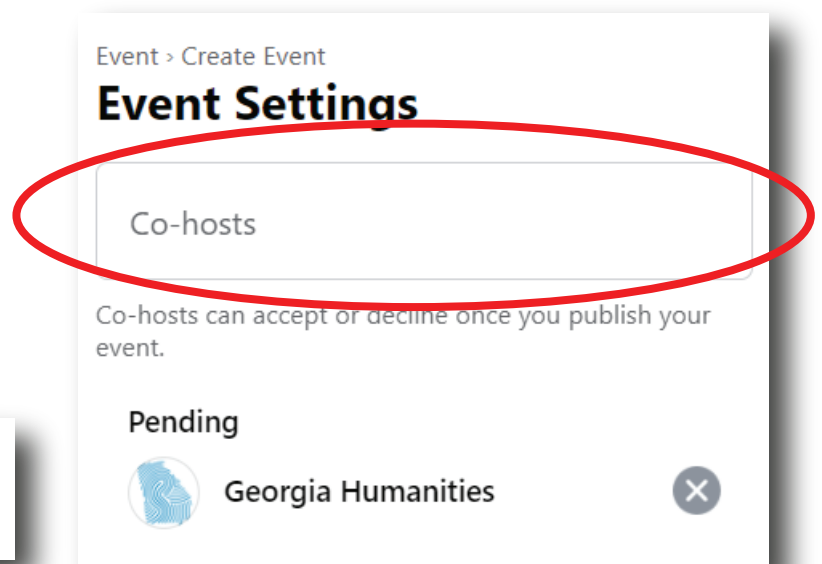 Event › Create Event
Event Settings
Co-hosts
Co-hosts can accept or decline once you publish your
event.
Pending
Georgia Humanities